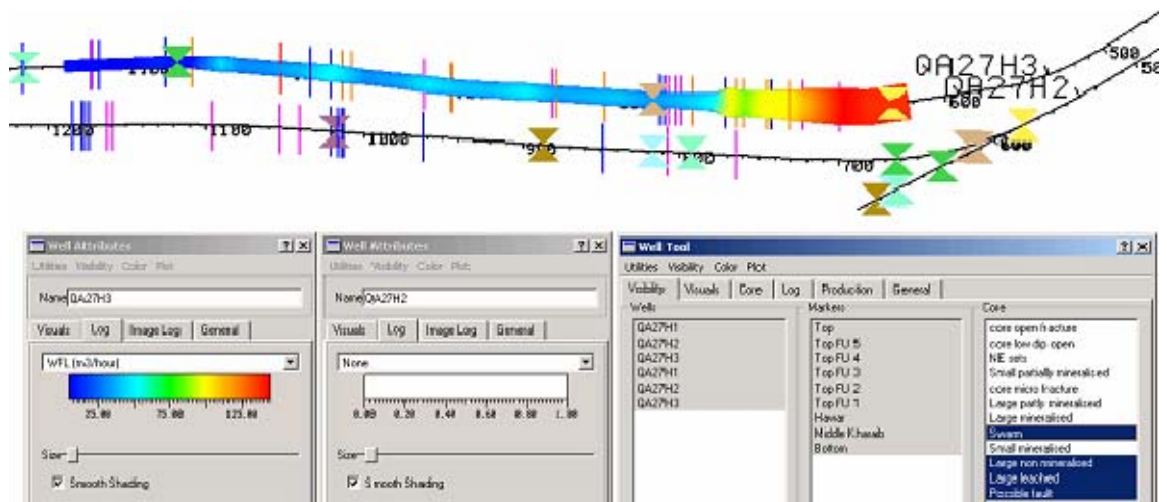 QA27H3
QA27H2
500
600
1200
1100
1000
700
Well Attributes
Utilities Visibility Color Plot
Name QA27H3
Visuals Log Image Log General
WFL (m3/hour)
25.00 75.00 125.00
Size
Smooth Shading
Well Attributes
Utilities Visibility Color Plot
Name QA27H2
Visuals Log Image Log General
None
0.00 0.20 0.40 0.60 0.80 1.00
Size
Smooth Shading
Well Tool
Utilities Visibility Color Plot
Visibility Visuals Core Log Production General
Wells
QA27H1
QA27H2
QA27H3
QA27H1
QA27H2
QA27H3
Markers
Top
Top FU 5
Top FU 4
Top FU 3
Top FU 2
Top FU 1
Hawar
Middle Kharaib
Bottom
Core
core open fracture
core low dip open
NIE sets
Small partially mineralised
core micro fracture
Large partly mineralised
Large mineralised
Swarm
Small mineralised
Large non mineralised
Large leached
Possible fault